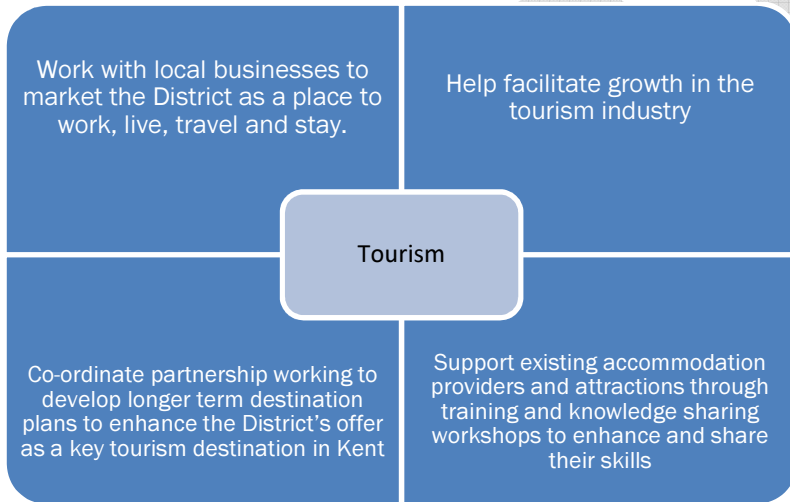 Work with local businesses to
market the District as a place to
work, live, travel and stay.
Help facilitate growth in the
tourism industry
Tourism
Co-ordinate partnership working to
develop longer term destination
plans to enhance the District’s offer
as a key tourism destination in Kent
Support existing accommodation
providers and attractions through
training and knowledge sharing
workshops to enhance and share
their skills